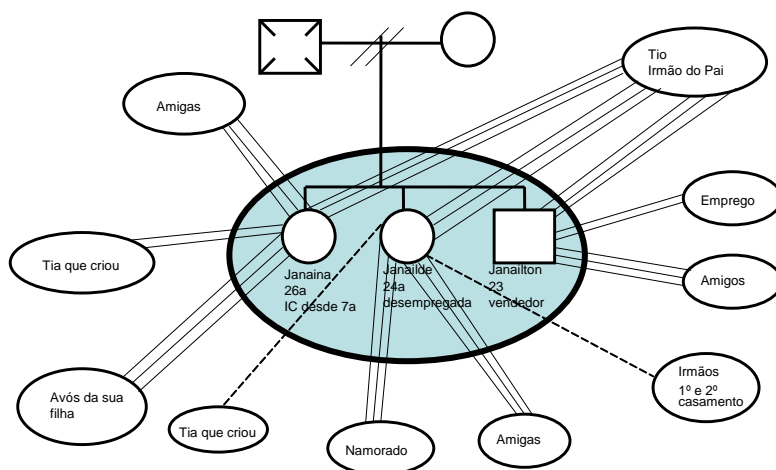 Tio
Irmão do Pai
Amigas
Emprego
Tia que criou
Janaina,
26a
IC desde 7a
Janailde
24a
desempregada
Janailton
23
vendedor
Amigos
Avós da sua
filha
Tia que criou
Namorado
Amigas
Irmãos
1º e 2º
casamento